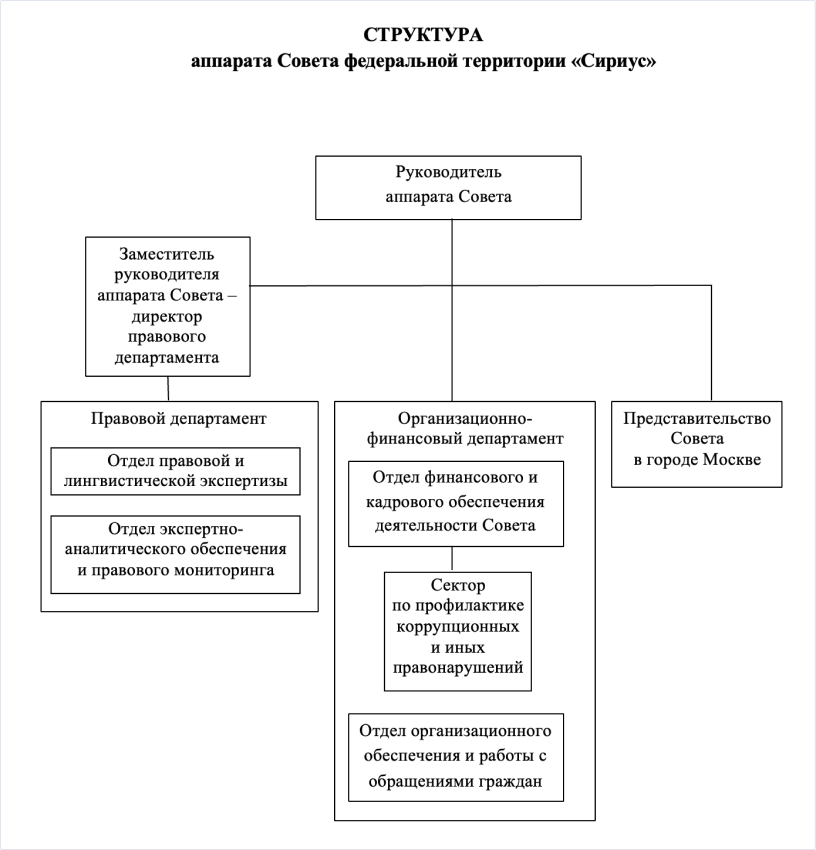 СТРУКТУРА
аппарата Совета федеральной территории «Сириус»
Руководитель
аппарата Совета
Заместитель
руководителя
аппарата Совета –
директор
правового
департамента
Правовой департамент
Отдел правовой и
лингвистической экспертизы
Отдел экспертно-
аналитического обеспечения
и правового мониторинга
Организационно-
финансовый департамент
Отдел финансового и
кадрового обеспечения
деятельности Совета
Сектор
по профилактике
коррупционных
и иных
правонарушений
Отдел организационного
обеспечения и работы с
обращениями граждан
Представительство
Совета
в городе Москве